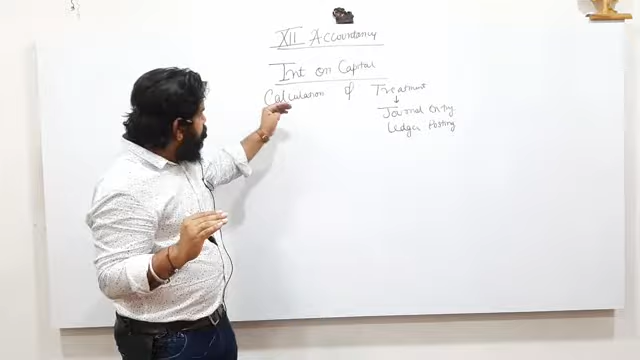 XII Accountancy
Int on Capital
Calculation & Treatment
↓
Journal Entry
Ledger Posting